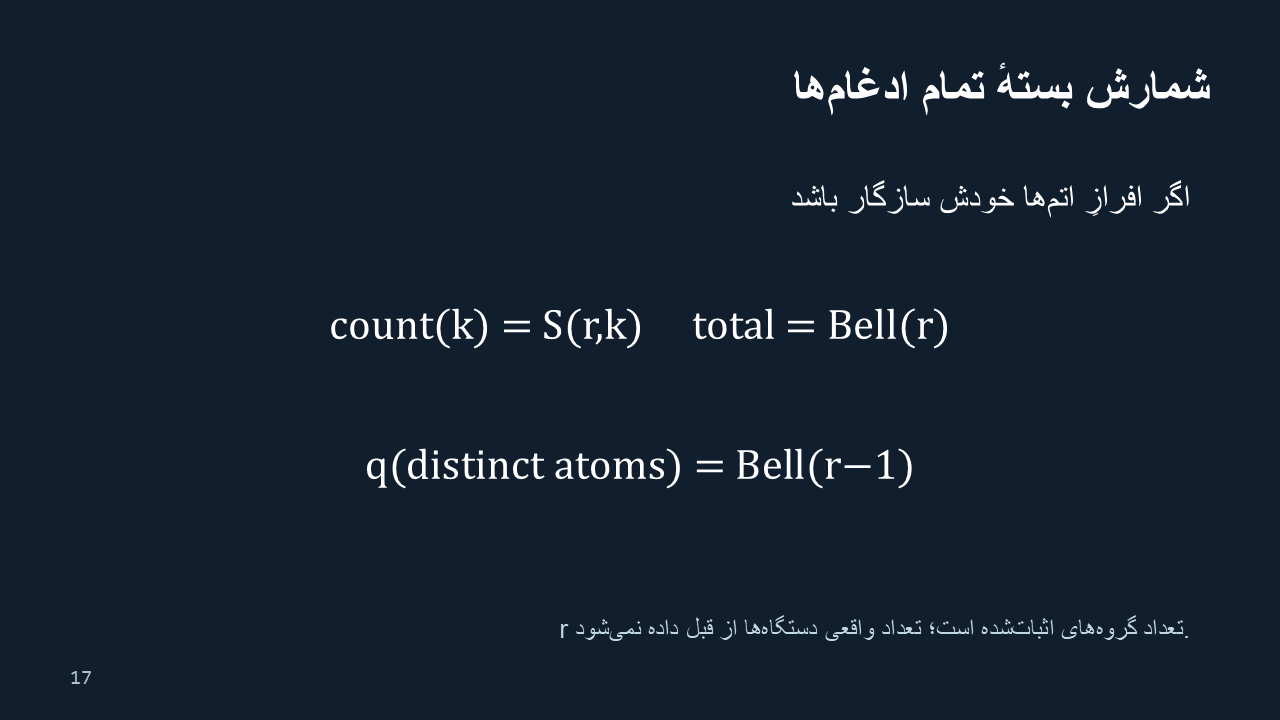 شمارش بستهٔ تمام ادغام‌ها
اگر افرازِ اتم‌ها خودش سازگار باشد
count(k) = S(r,k)  total = Bell(r)
q(distinct atoms) = Bell(r−1)
r تعداد گروه‌های اثبات‌شده است؛ تعداد واقعی دستگاه‌ها از قبل داده نمی‌شود.
17